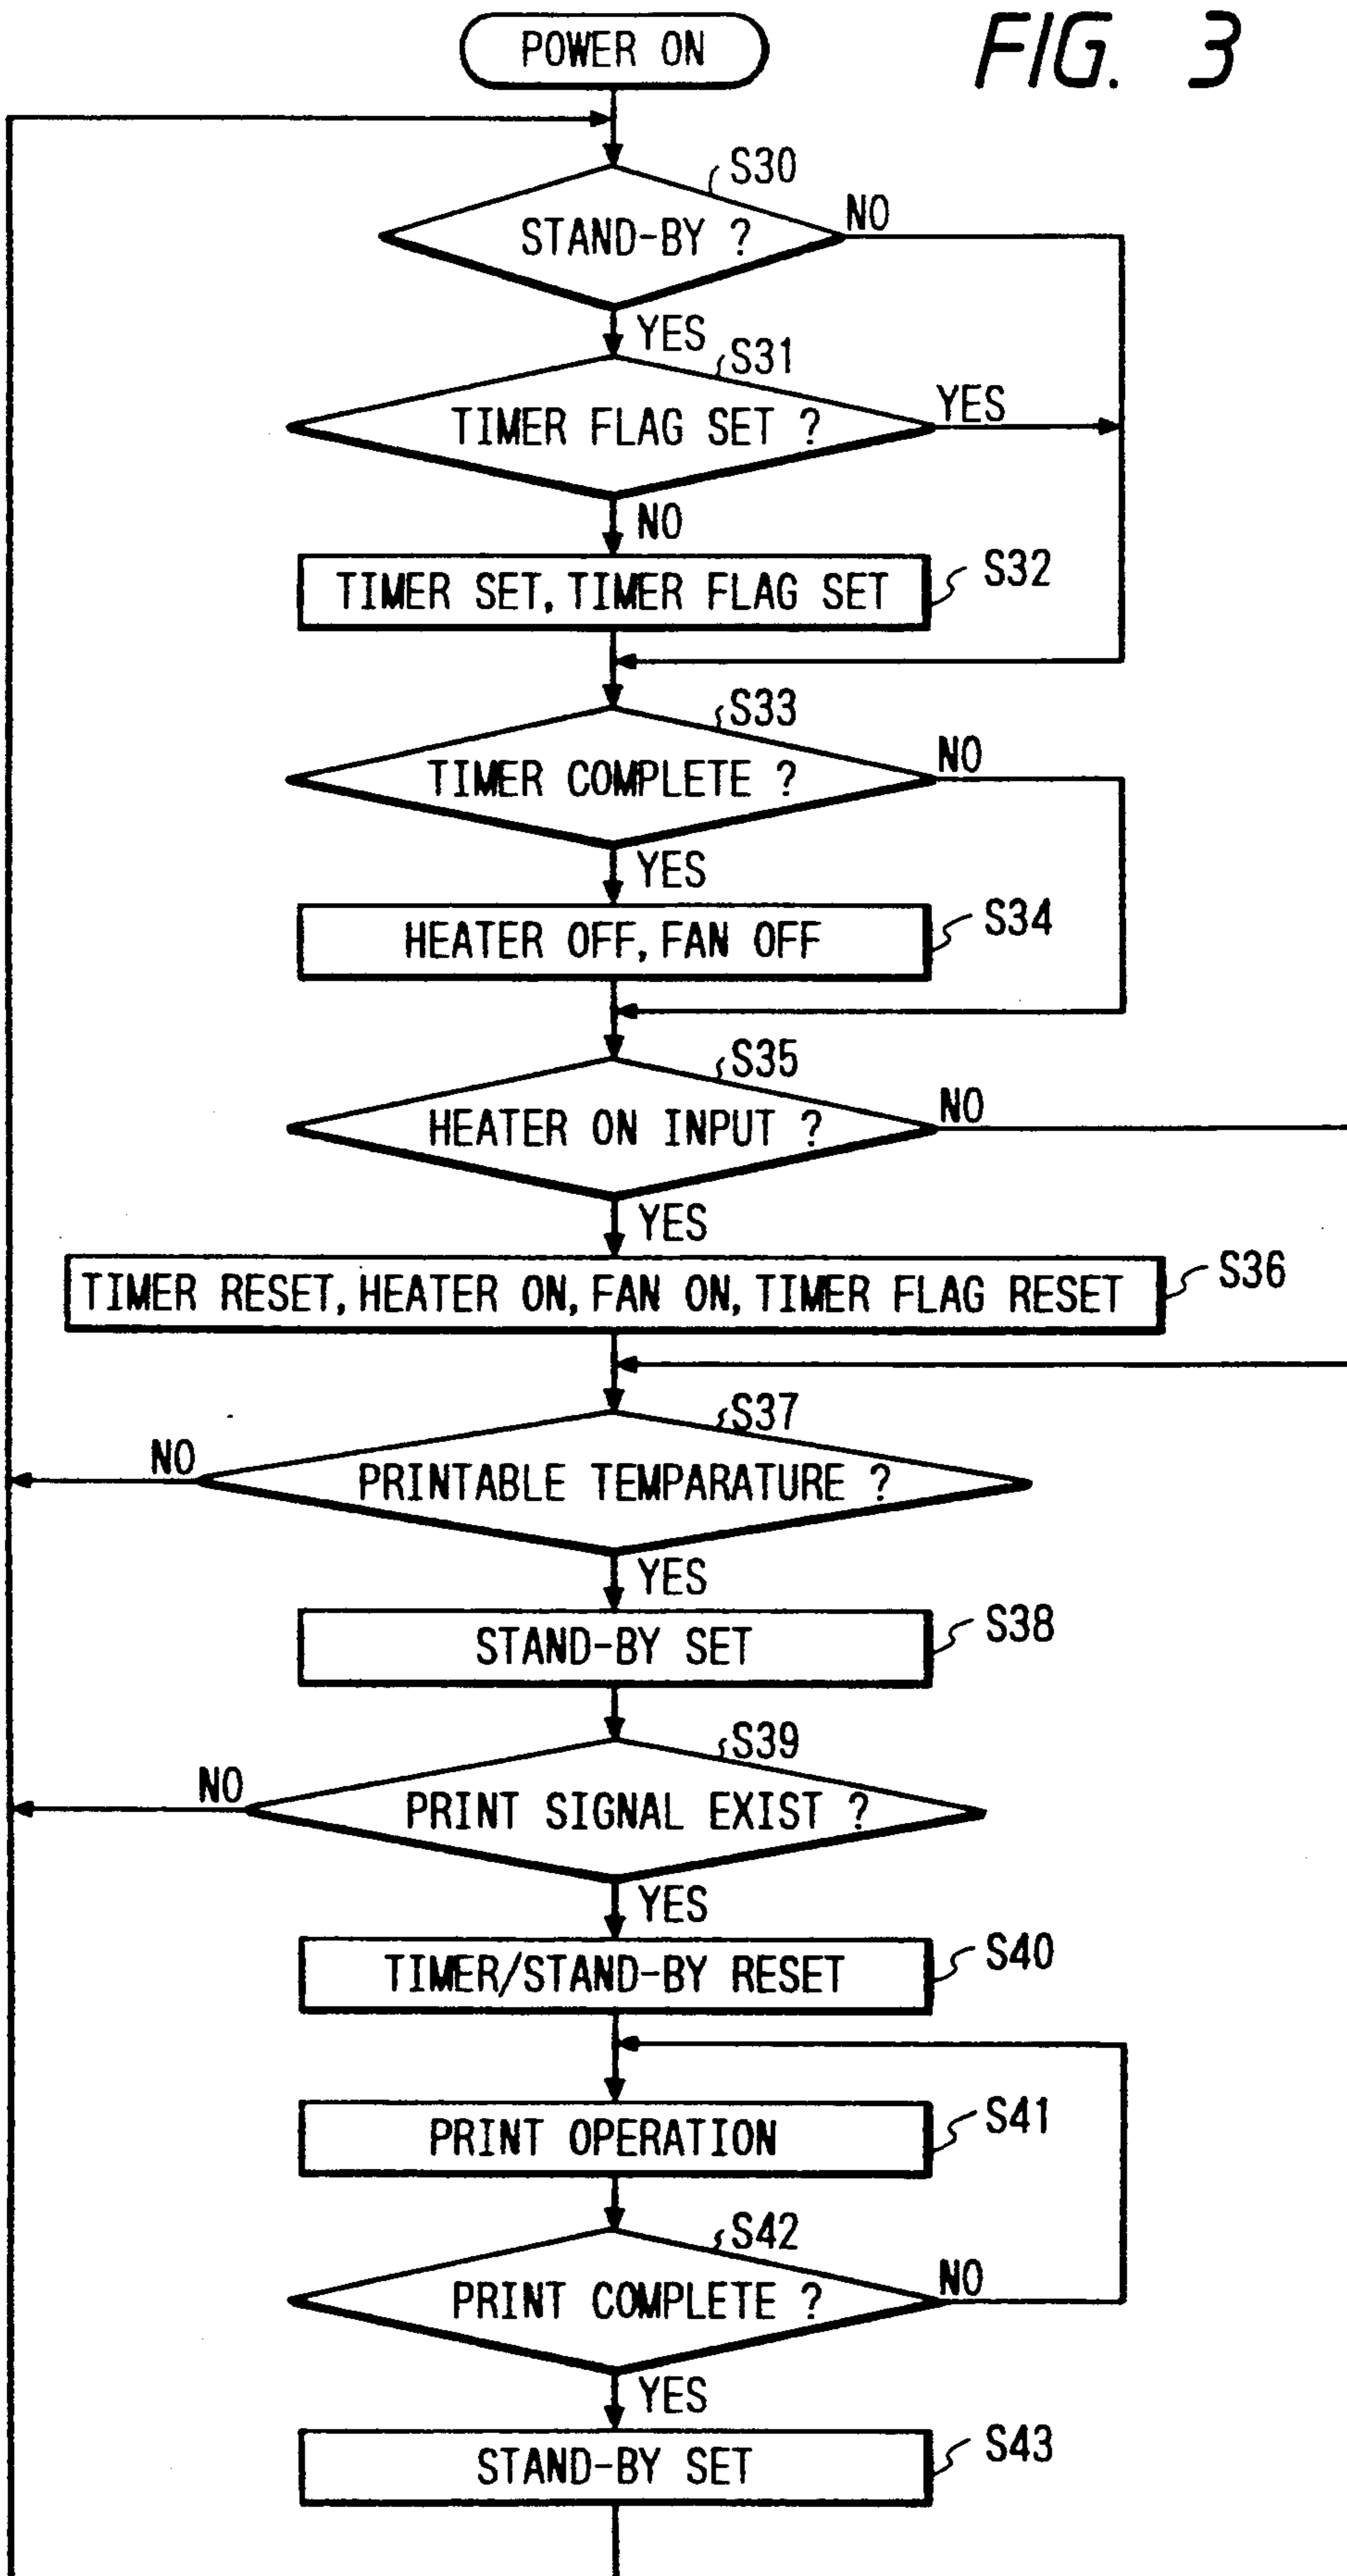 POWER ON
FIG. 3
S30
STAND-BY ?
NO
YES
S31
TIMER FLAG SET ?
YES
NO
TIMER SET, TIMER FLAG SET
S32
S33
TIMER COMPLETE ?
NO
YES
HEATER OFF, FAN OFF
S34
S35
HEATER ON INPUT ?
NO
YES
TIMER RESET, HEATER ON, FAN ON, TIMER FLAG RESET
S36
S37
NO
PRINTABLE TEMPARATURE ?
YES
STAND-BY SET
S38
S39
NO
PRINT SIGNAL EXIST ?
YES
TIMER/STAND-BY RESET
S40
PRINT OPERATION
S41
S42
PRINT COMPLETE ?
NO
YES
STAND-BY SET
S43